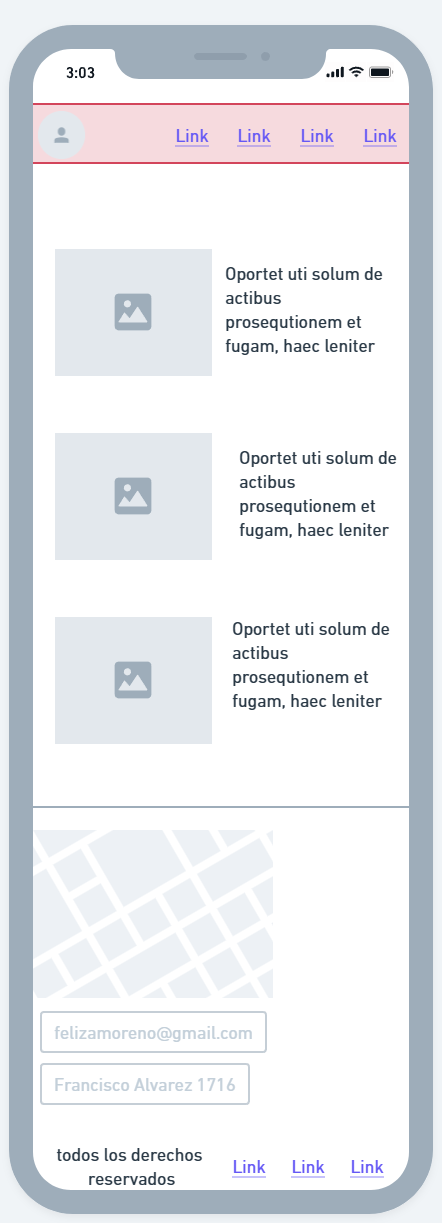 3:03
Link Link Link Link
Oportet uti solum de
actibus
prosequtionem et
fugam, haec leniter
Oportet uti solum de
actibus
prosequtionem et
fugam, haec leniter
Oportet uti solum de
actibus
prosequtionem et
fugam, haec leniter
felizamoreno@gmail.com
Francisco Alvarez 1716
todos los derechos
reservados
Link Link Link